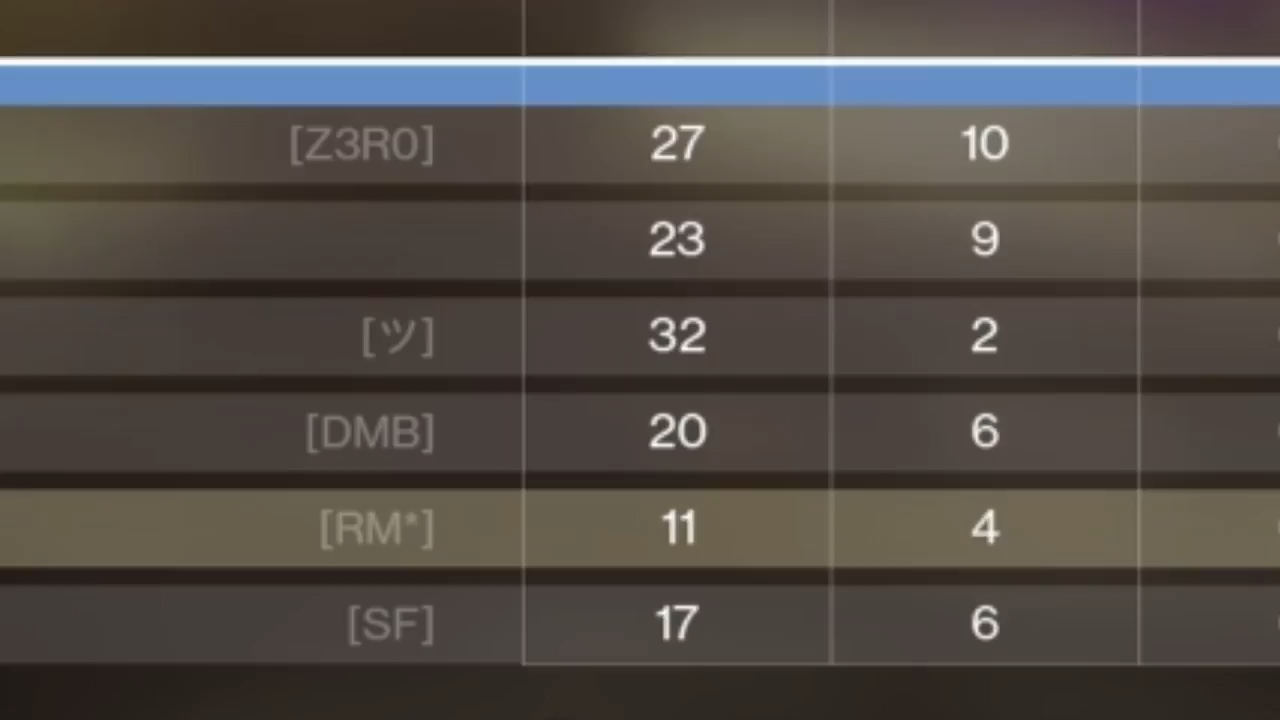 [Z3R0] 27 10
23 9
[ツ] 32 2
[DMB] 20 6
[RM*] 11 4
[SF] 17 6